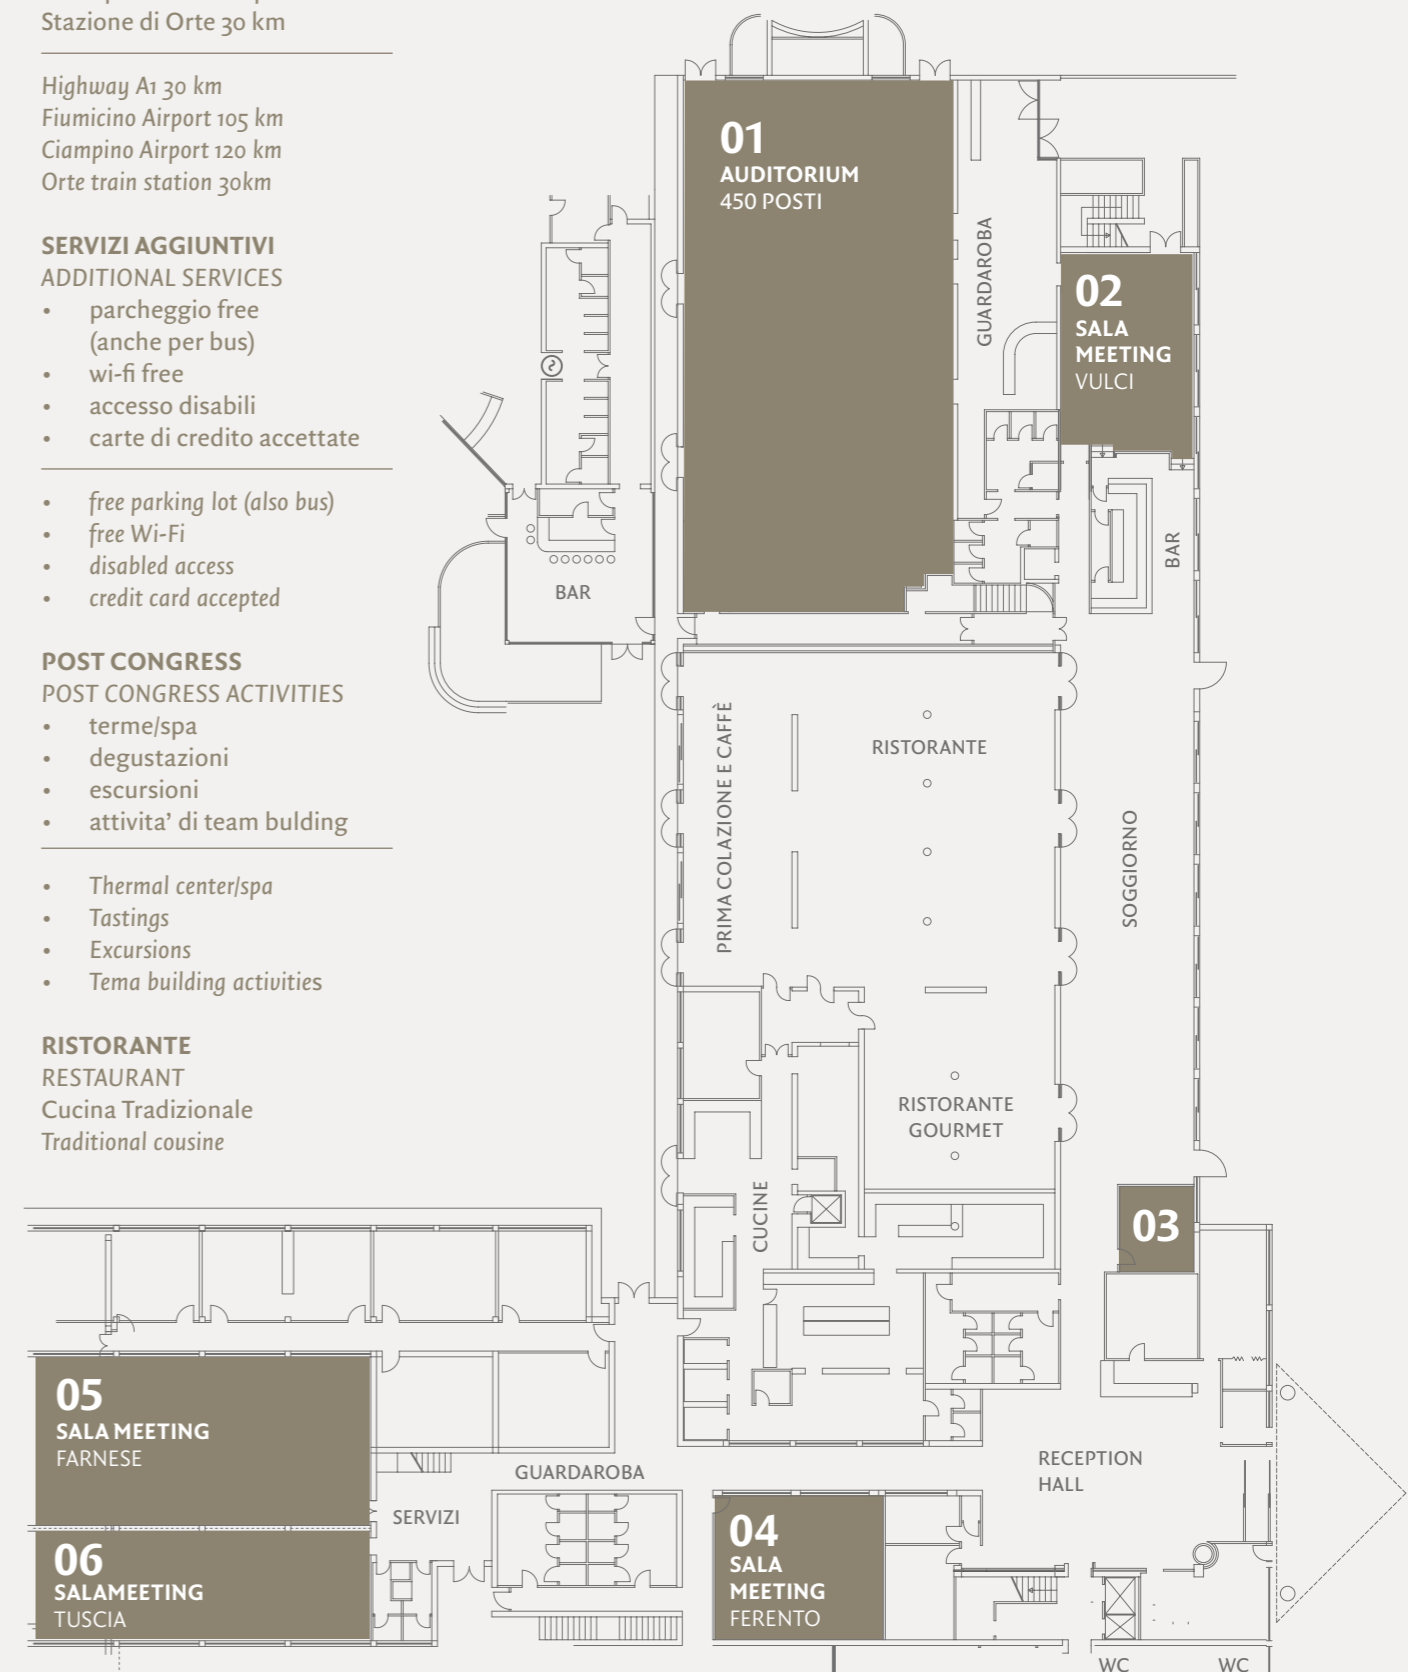 Stazione di Orte 30 km
Highway A1 30 km
Fiumicino Airport 105 km
Ciampino Airport 120 km
Orte train station 30km
SERVIZI AGGIUNTIVI
ADDITIONAL SERVICES
• parcheggio free
(anche per bus)
• wi-fi free
• accesso disabili
• carte di credito accettate
• free parking lot (also bus)
• free Wi-Fi
• disabled access
• credit card accepted
POST CONGRESS
POST CONGRESS ACTIVITIES
• terme/spa
• degustazioni
• escursioni
• attivita' di team bulding
• Thermal center/spa
• Tastings
• Excursions
• Tema building activities
RISTORANTE
RESTAURANT
Cucina Tradizionale
Traditional cousine
01
AUDITORIUM
450 POSTI
GUARDAROBA
02
SALA
MEETING
VULCI
BAR
BAR
PRIMA COLAZIONE E CAFFÈ
RISTORANTE
SOGGIORNO
RISTORANTE
GOURMET
CUCINE
03
05
SALA MEETING
FARNESE
GUARDAROBA
SERVIZI
RECEPTION
HALL
04
SALA
MEETING
FERENTO
06
SALAMEETING
TUSCIA
WC
WC